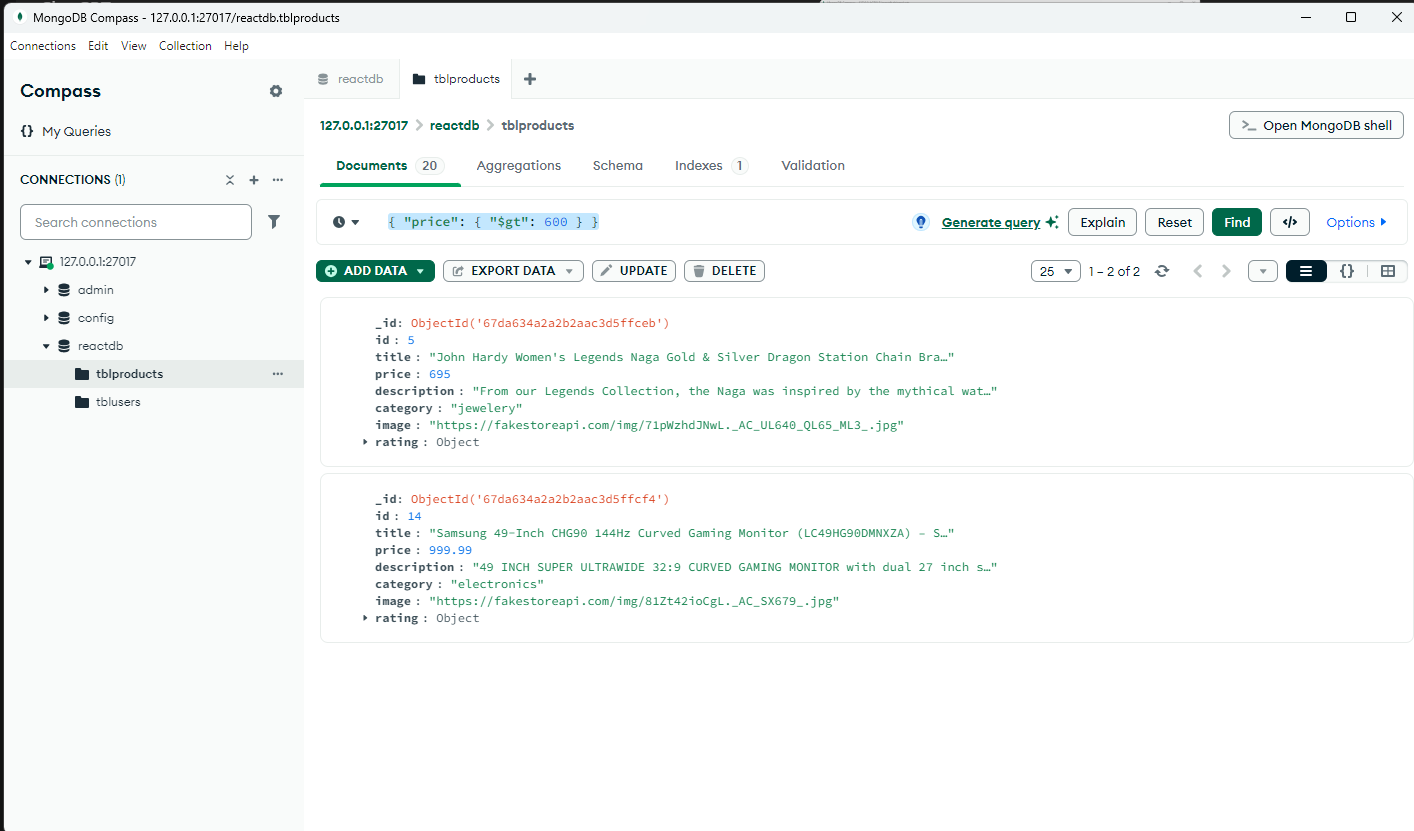 MongoDB Compass - 127.0.0.1:27017/reactdb.tblproducts
Connections Edit View Collection Help
Compass
{} My Queries
CONNECTIONS (1)
Search connections
127.0.0.1:27017
admin
config
reactdb
tblproducts
tblusers
reactdb tblproducts
127.0.0.1:27017 > reactdb > tblproducts
>_ Open MongoDB shell
Documents 20 Aggregations Schema Indexes 1 Validation
{ "price": { "$gt": 600 } }
Generate query Explain Reset Find </> Options
ADD DATA EXPORT DATA UPDATE DELETE
25 1 – 2 of 2 {}
_id: ObjectId('67da634a2a2b2aac3d5ffceb')
id : 5
title : "John Hardy Women's Legends Naga Gold & Silver Dragon Station Chain Bra…"
price : 695
description : "From our Legends Collection, the Naga was inspired by the mythical wat…"
category : "jewelery"
image : "https://fakestoreapi.com/img/71pWzhdJNwL._AC_UL640_QL65_ML3_.jpg"
rating : Object
_id: ObjectId('67da634a2a2b2aac3d5ffcf4')
id : 14
title : "Samsung 49-Inch CHG90 144Hz Curved Gaming Monitor (LC49HG90DMNXZA) – S…"
price : 999.99
description : "49 INCH SUPER ULTRAWIDE 32:9 CURVED GAMING MONITOR with dual 27 inch s…"
category : "electronics"
image : "https://fakestoreapi.com/img/81Zt42ioCgL._AC_SX679_.jpg"
rating : Object